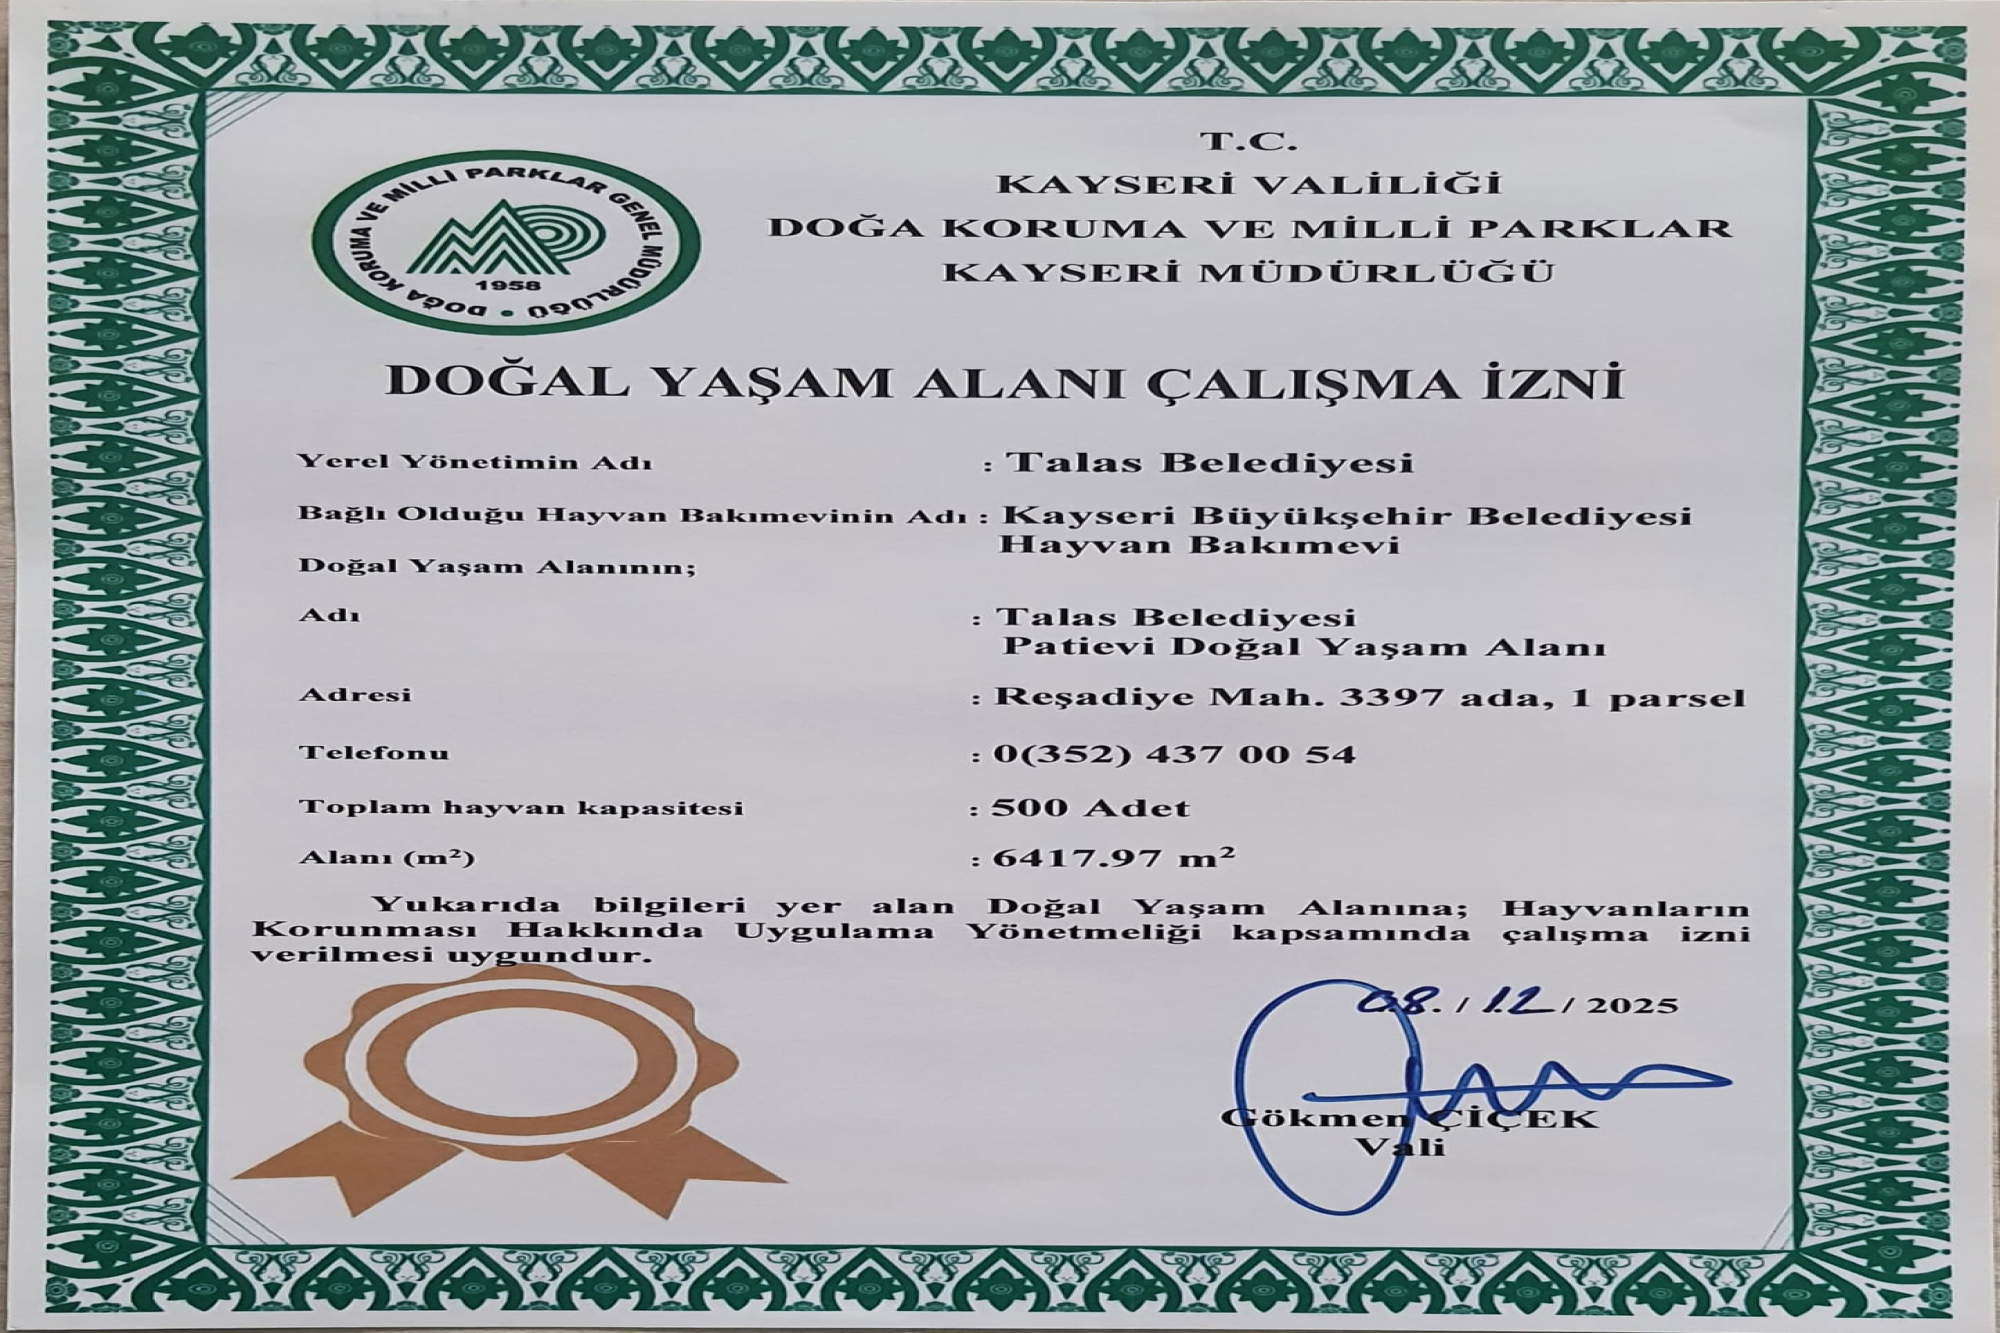 DOĞA KORUMA VE MİLLİ PARKLAR GENEL MÜDÜRLÜĞÜ •
1958
T.C.
KAYSERİ VALİLİĞİ
DOĞA KORUMA VE MİLLİ PARKLAR
KAYSERİ MÜDÜRLÜĞÜ
DOĞAL YAŞAM ALANI ÇALIŞMA İZNİ
Yerel Yönetimin Adı : Talas Belediyesi
Bağlı Olduğu Hayvan Bakımevinin Adı : Kayseri Büyükşehir Belediyesi
Hayvan Bakımevi
Doğal Yaşam Alanının;
Adı : Talas Belediyesi
Patievi Doğal Yaşam Alanı
Adresi : Reşadiye Mah. 3397 ada, 1 parsel
Telefonu : 0(352) 437 00 54
Toplam hayvan kapasitesi : 500 Adet
Alanı (m²) : 6417.97 m²
Yukarıda bilgileri yer alan Doğal Yaşam Alanına; Hayvanların
Korunması Hakkında Uygulama Yönetmeliği kapsamında çalışma izni
verilmesi uygundur.
08. / 12 / 2025
Gökmen ÇİÇEK
Vali